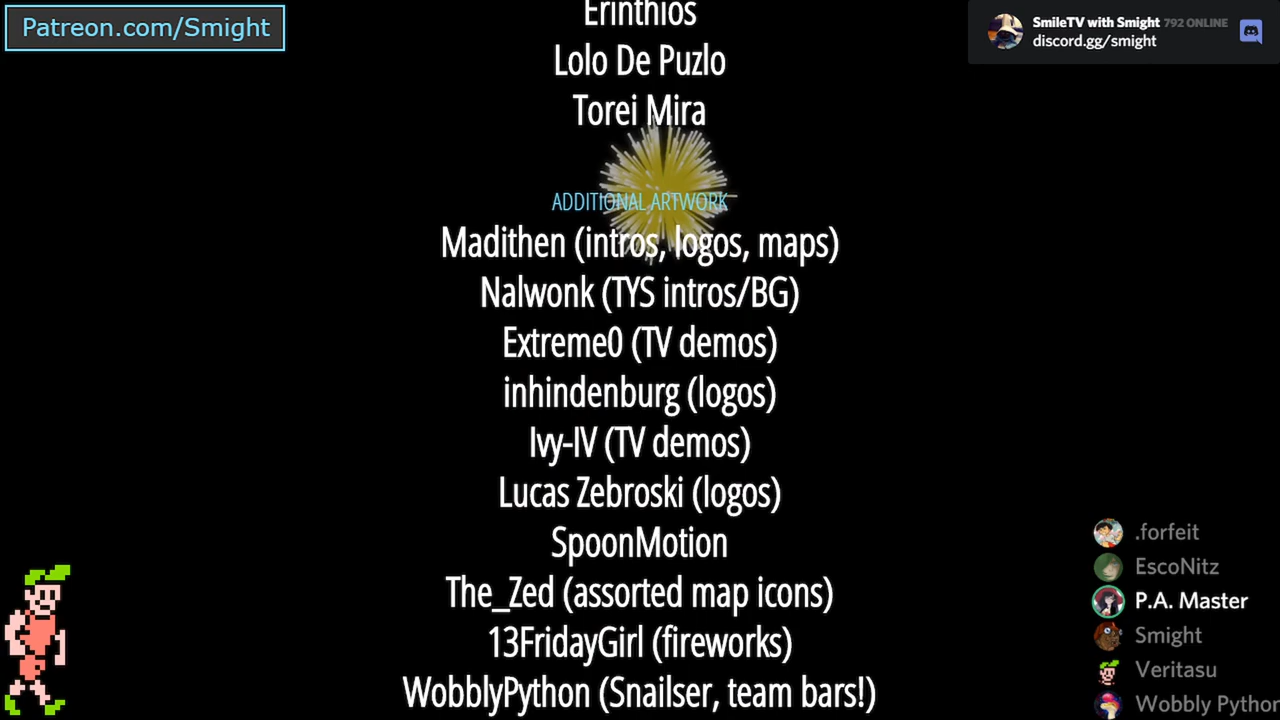 Patreon.com/Smight
SmileTV with Smight 792 ONLINE
discord.gg/smight
Erinthios
Lolo De Puzlo
Torei Mira
ADDITIONAL ARTWORK
Madithen (intros, logos, maps)
Nalwonk (TYS intros/BG)
Extreme0 (TV demos)
inhindenburg (logos)
Ivy-IV (TV demos)
Lucas Zebroski (logos)
SpoonMotion
The_Zed (assorted map icons)
13FridayGirl (fireworks)
WobblyPython (Snailser, team bars!)
.forfeit
EscoNitz
P.A. Master
Smight
Veritasu
Wobbly Python